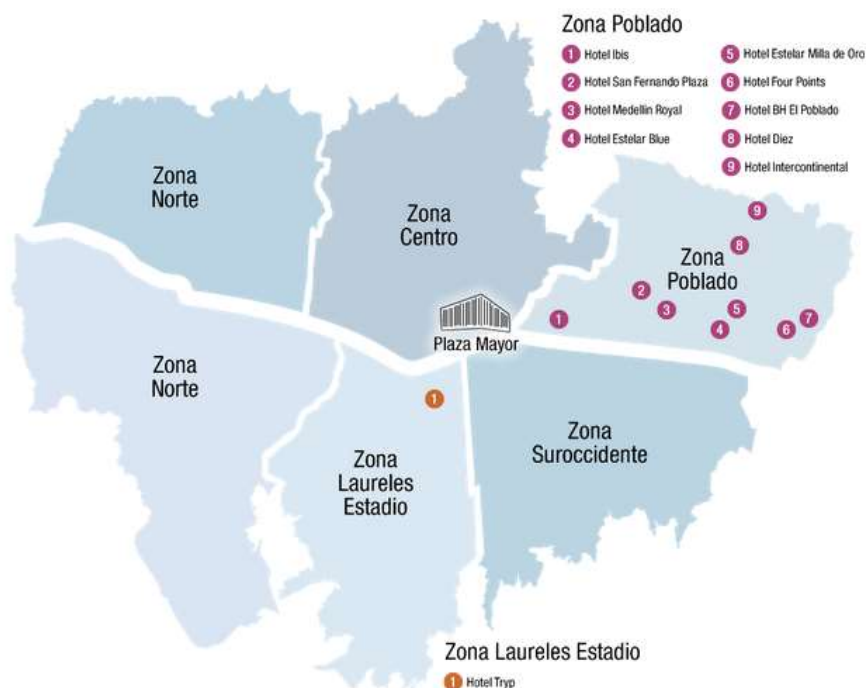 Zona Poblado
1 Hotel Ibis
2 Hotel San Fernando Plaza
3 Hotel Medellin Royal
4 Hotel Estelar Blue
5 Hotel Estelar Milla de Oro
6 Hotel Four Points
7 Hotel BH El Poblado
8 Hotel Diez
9 Hotel Intercontinental
Zona
Norte
Zona
Centro
Zona
Poblado
9
8
2
3
5
1
4
6
7
Plaza Mayor
Zona
Norte
1
Zona
Laureles
Estadio
Zona
Suroccidente
Zona Laureles Estadio
1 Hotel Tryp